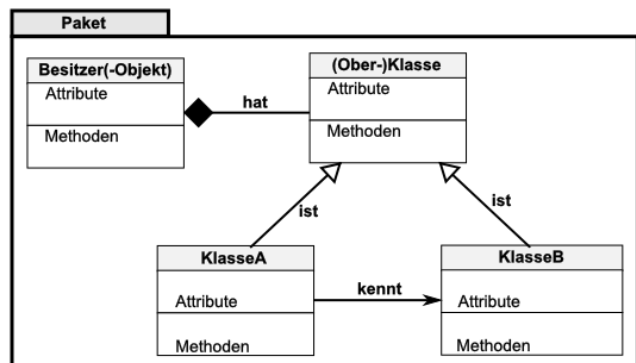 Paket
Besitzer(-Objekt)
Attribute
Methoden
hat
(Ober-)Klasse
Attribute
Methoden
ist
ist
KlasseA
Attribute
Methoden
kennt
KlasseB
Attribute
Methoden